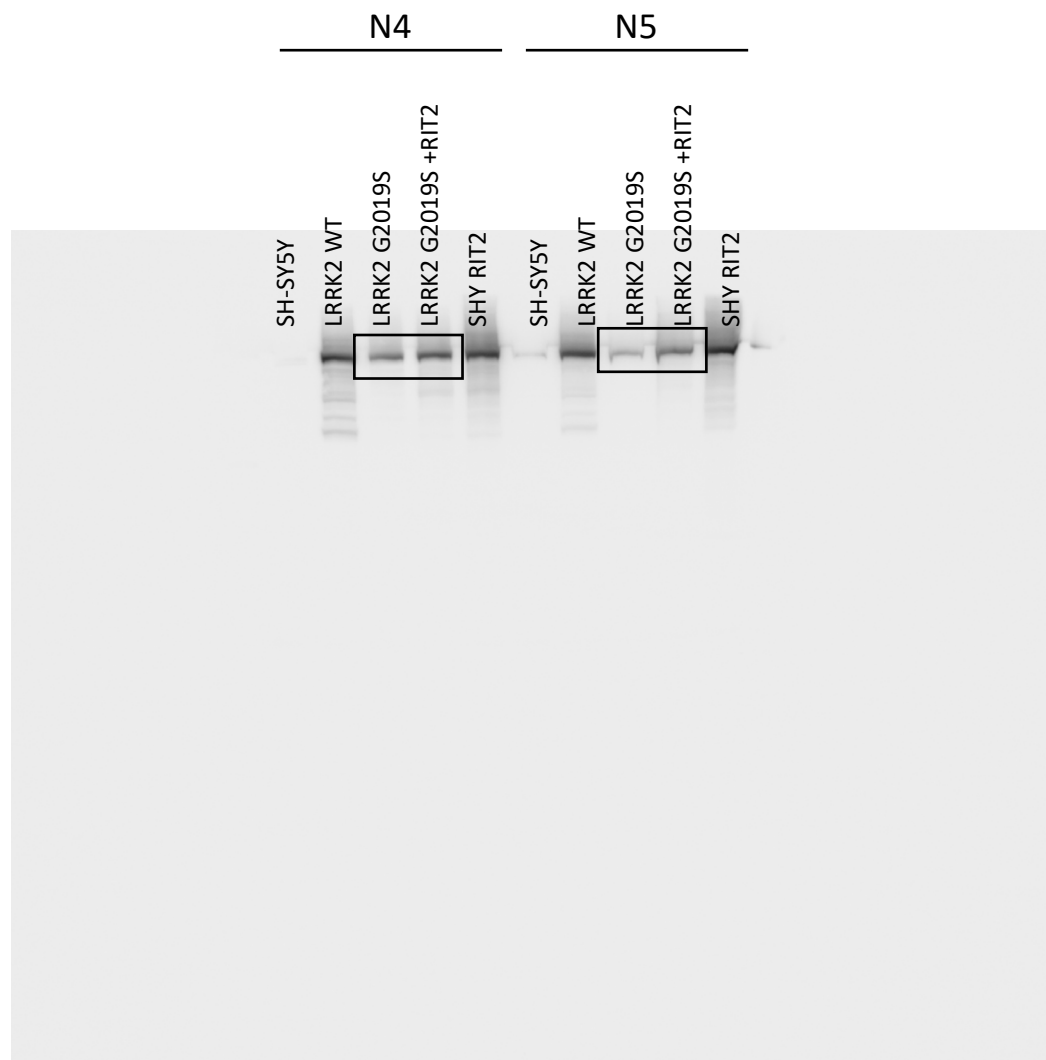 N4
N5
SH-SY5Y
LRRK2 WT
LRRK2 G2019S
LRRK2 G2019S +RIT2
SHY RIT2
SH-SY5Y
LRRK2 WT
LRRK2 G2019S
LRRK2 G2019S +RIT2
SHY RIT2